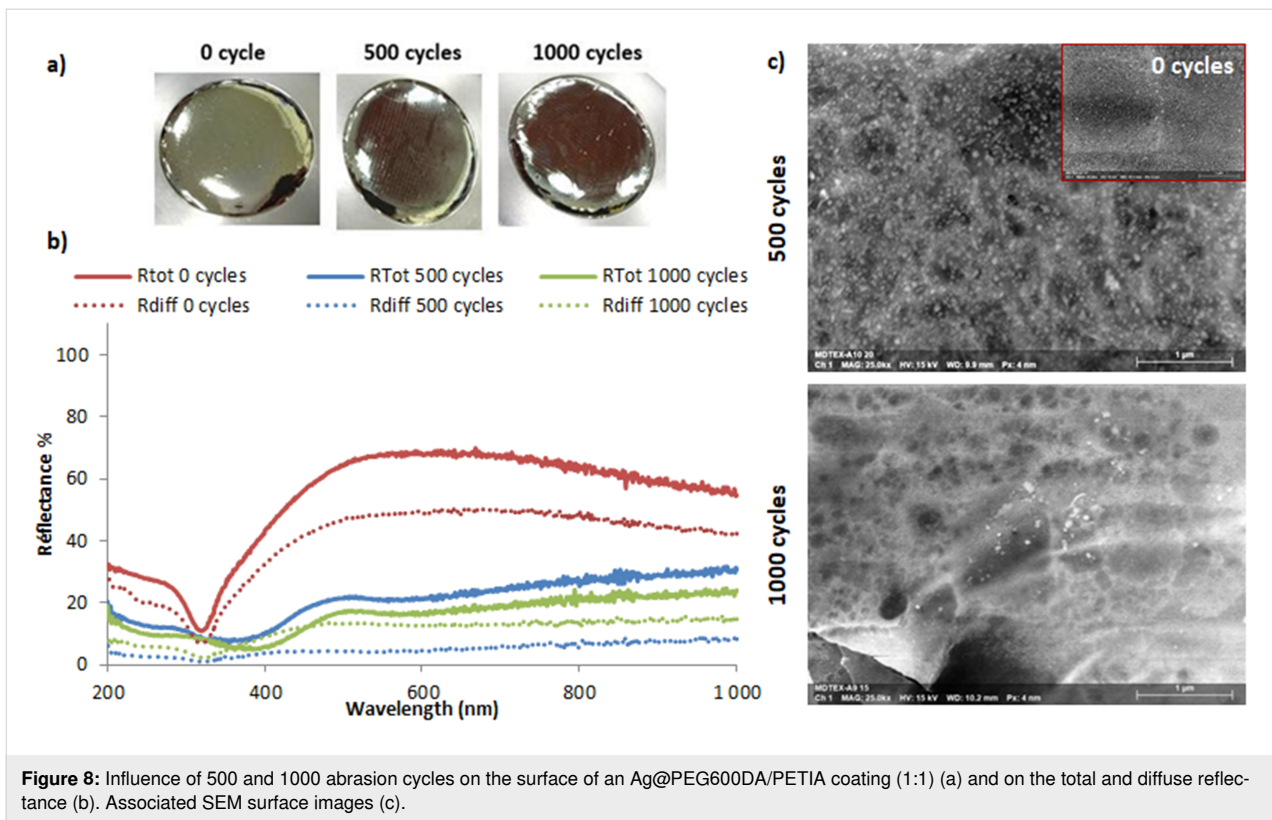 a)
0 cycle
500 cycles
1000 cycles
b)
Rtot 0 cycles
RTot 500 cycles
RTot 1000 cycles
Rdiff 0 cycles
Rdiff 500 cycles
Rdiff 1000 cycles
Réflectance %
100
80
60
40
20
0
200
400
600
800
1 000
Wavelength (nm)
c)
500 cycles
0 cycles
MDTEX-A10 20
Ch 1 MAG: 25.0kx HV: 15 kV WD: 9.9 mm Px: 4 nm
1 µm
1000 cycles
MDTEX-A9 15
Ch 1 MAG: 25.0kx HV: 15 kV WD: 10.2 mm Px: 4 nm
1 µm
Figure 8: Influence of 500 and 1000 abrasion cycles on the surface of an Ag@PEG600DA/PETIA coating (1:1) (a) and on the total and diffuse reflec-
tance (b). Associated SEM surface images (c).